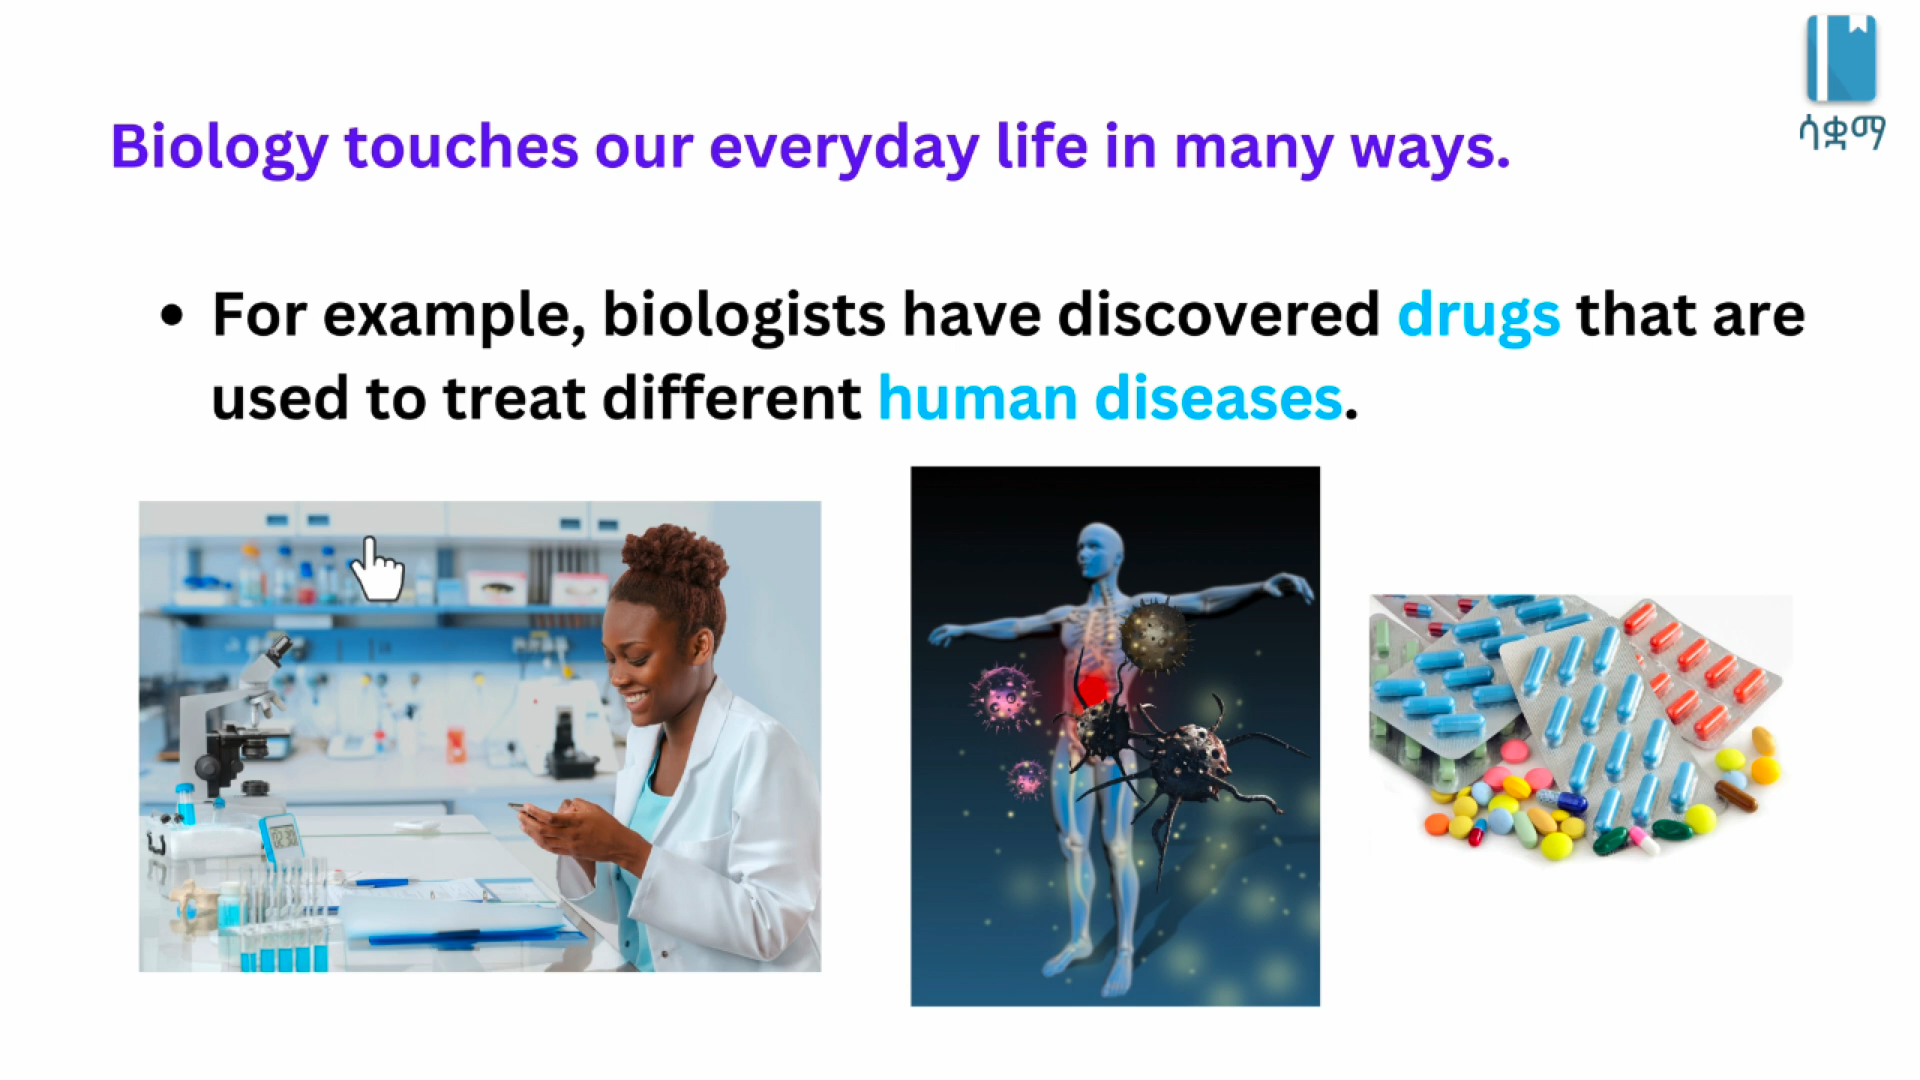 ሳቋማ
Biology touches our everyday life in many ways.
• For example, biologists have discovered drugs that are
used to treat different human diseases.